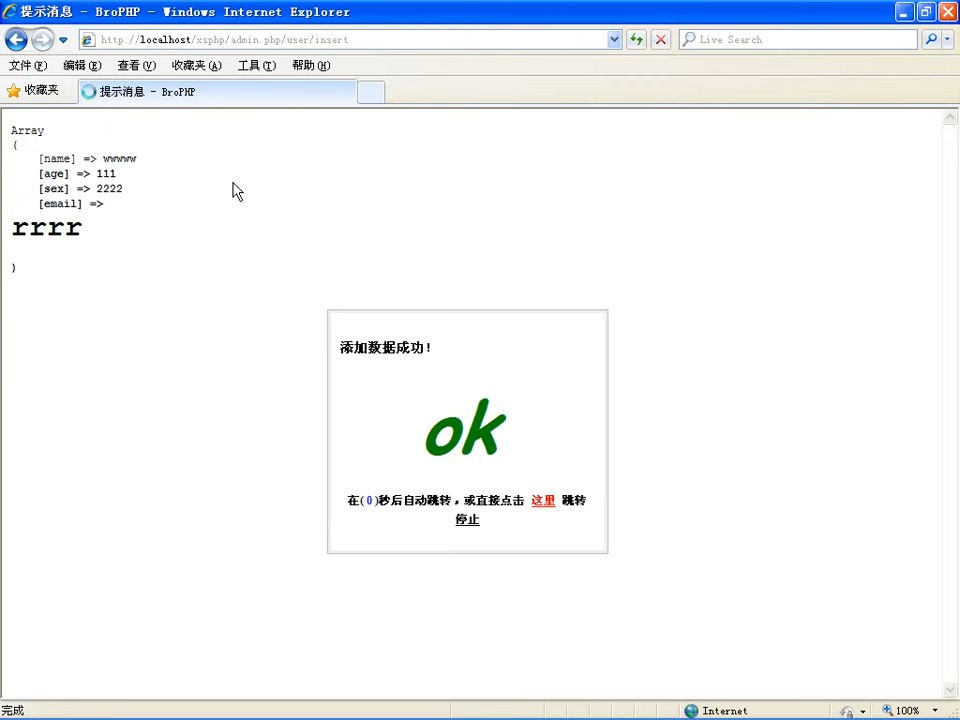 提示消息 - BroPHP - Windows Internet Explorer
http://localhost/xsphp/admin.php/user/insert
Live Search
文件(F) 编辑(E) 查看(V) 收藏夹(A) 工具(T) 帮助(H)
收藏夹 提示消息 - BroPHP
Array
(
[name] => wwwww
[age] => 111
[sex] => 2222
[email] =>
rrrr
)
添加数据成功!
ok
在(0)秒后自动跳转，或直接点击 这里 跳转
停止
完成 Internet 100%